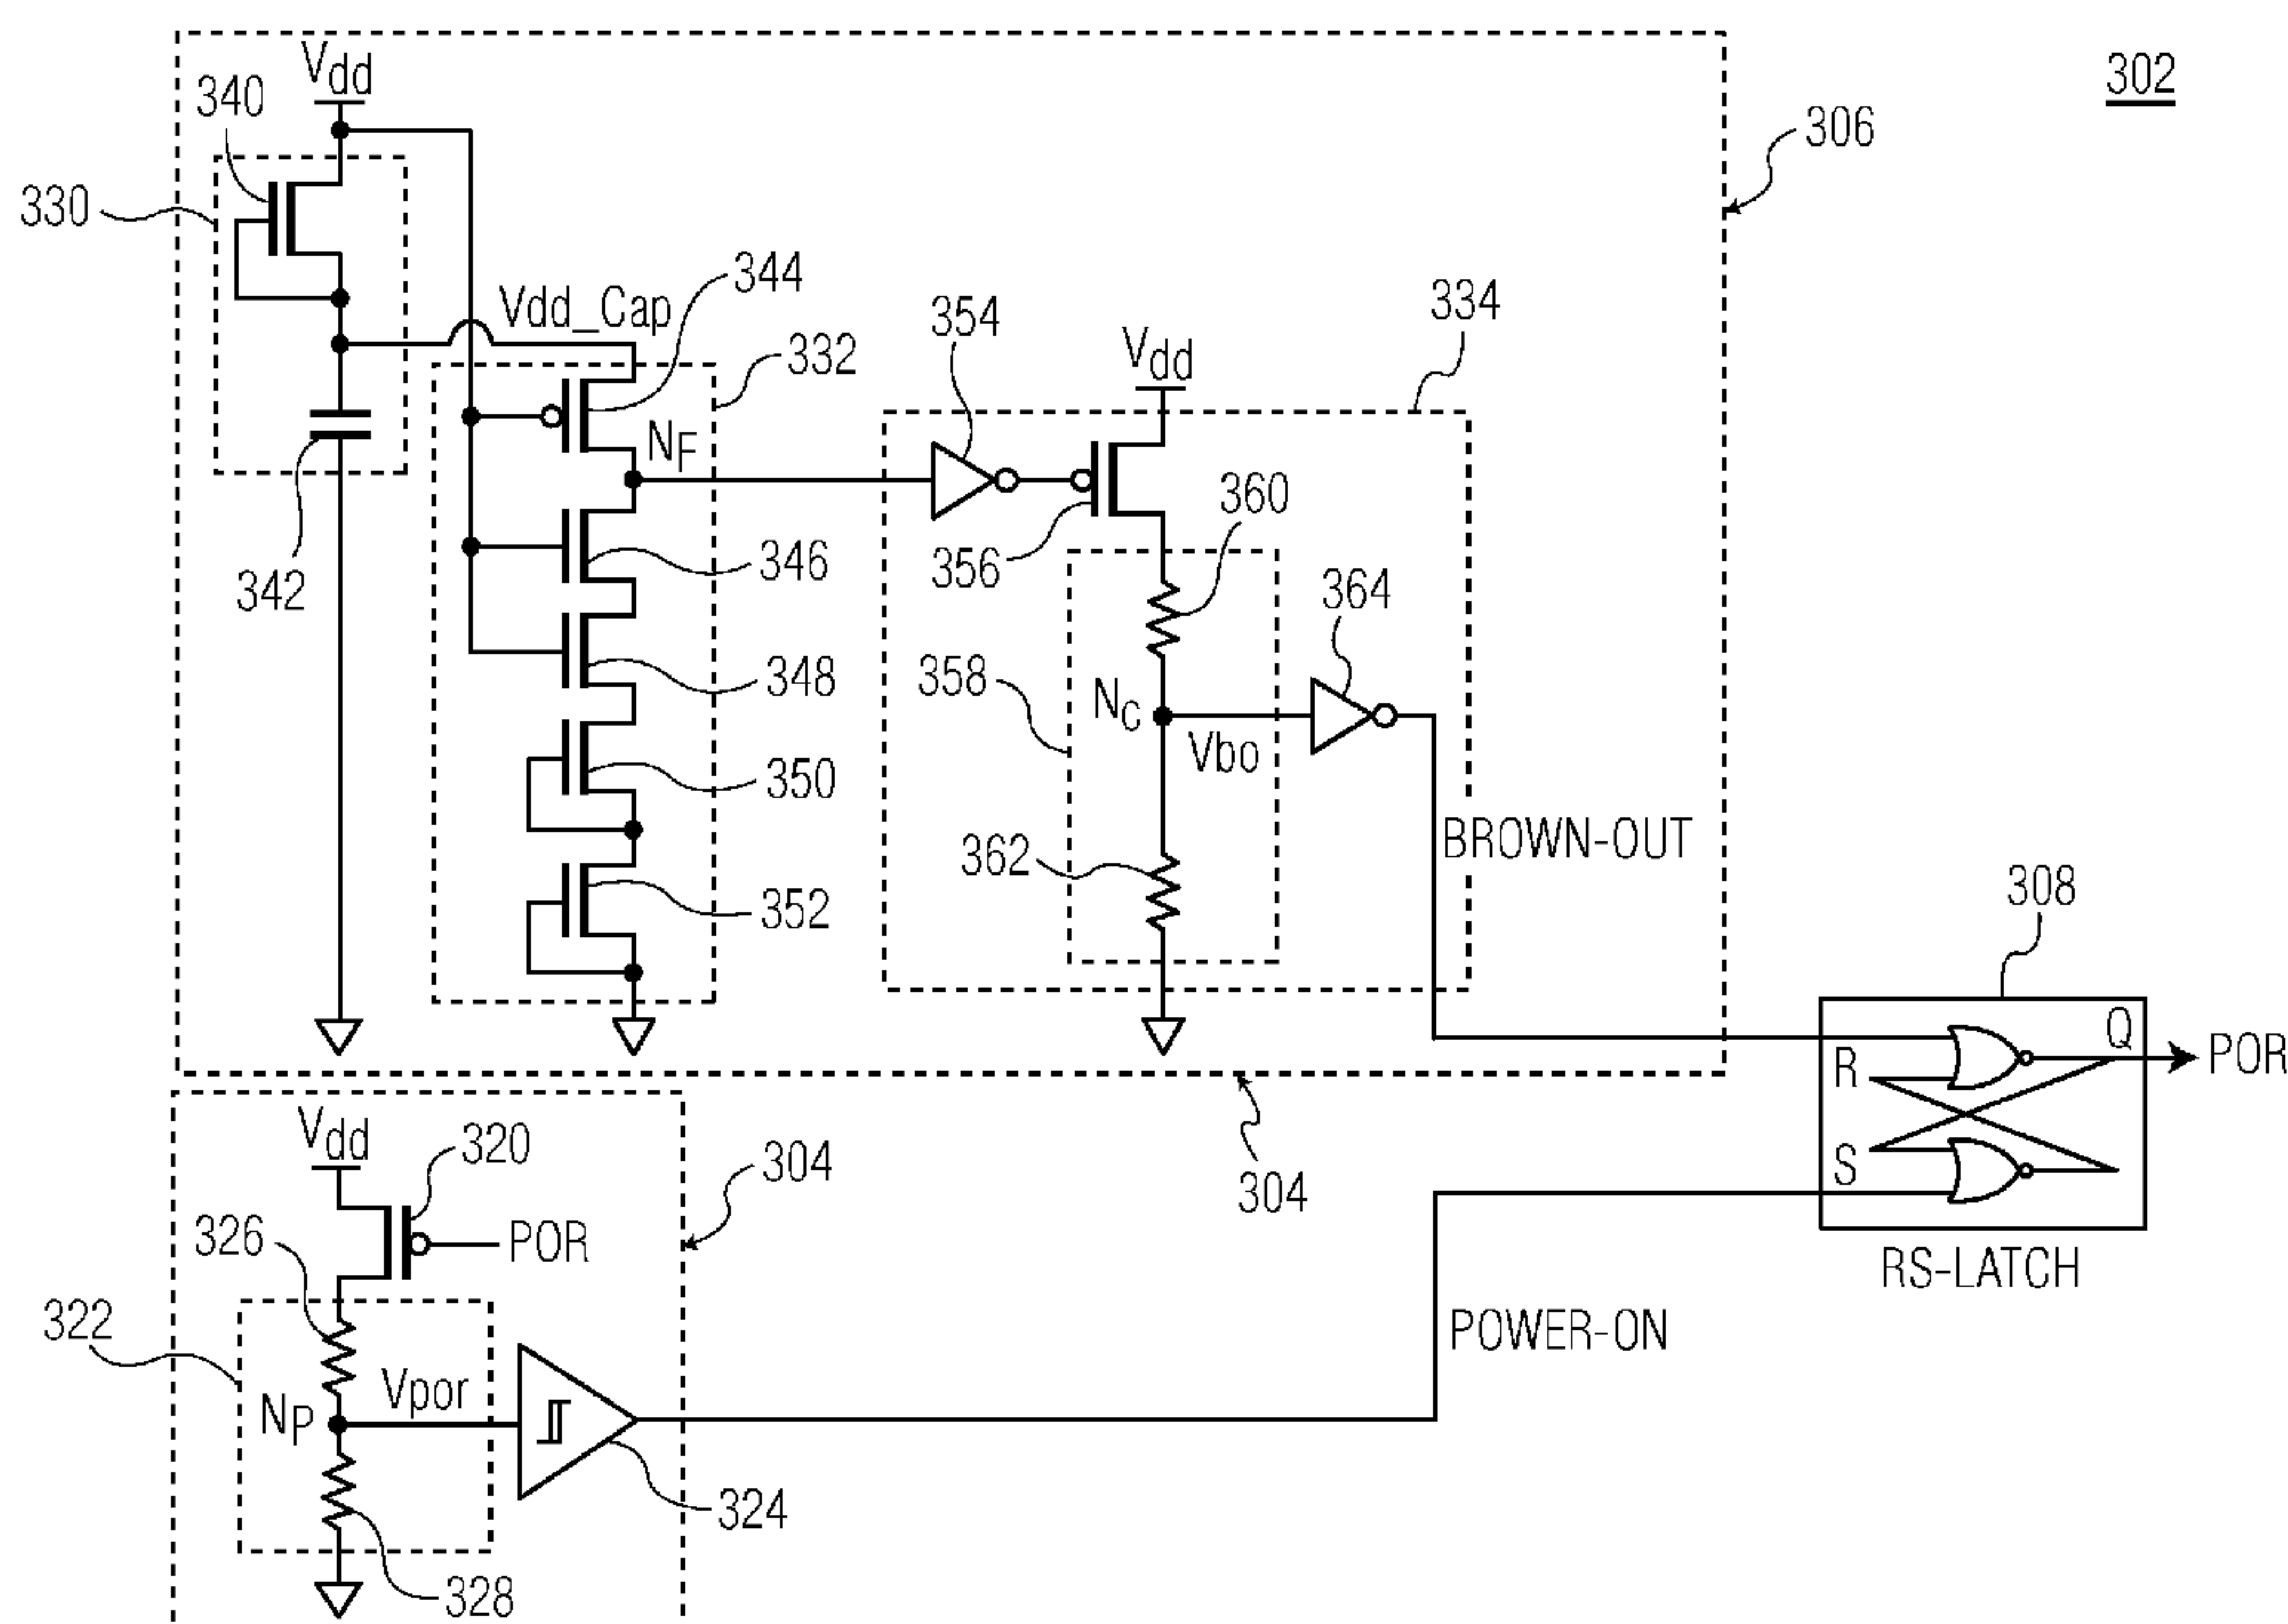 302
306
Vdd
340
330
344
Vdd_Cap
332
354
334
Vdd
NF
360
342
346
356
364
348
358
NC
Vbo
350
BROWN-OUT
362
352
308
Q
R
POR
S
304
RS-LATCH
Vdd
320
304
326
POR
322
POWER-ON
Vpor
NP
324
328